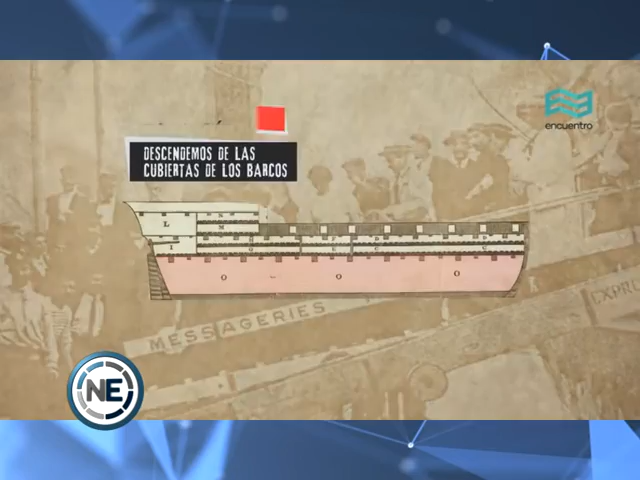 encuentro
DESCENDEMOS DE LAS
CUBIERTAS DE LOS BARCOS
L
I
O
O
O
MESSAGERIES
NE